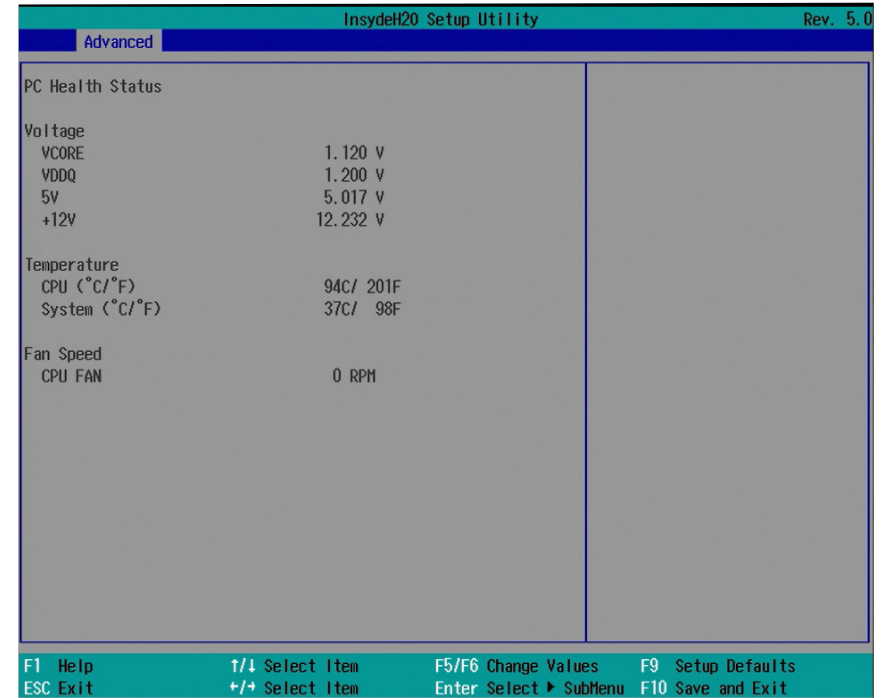 InsydeH20 Setup Utility Rev. 5.0
Advanced
PC Health Status
Voltage
VCORE 1.120 V
VDDQ 1.200 V
5V 5.017 V
+12V 12.232 V
Temperature
CPU (°C/°F) 94C/ 201F
System (°C/°F) 37C/ 98F
Fan Speed
CPU FAN 0 RPM
F1 Help ↑/↓ Select Item F5/F6 Change Values F9 Setup Defaults
ESC Exit ←/→ Select Item Enter Select ▶ SubMenu F10 Save and Exit